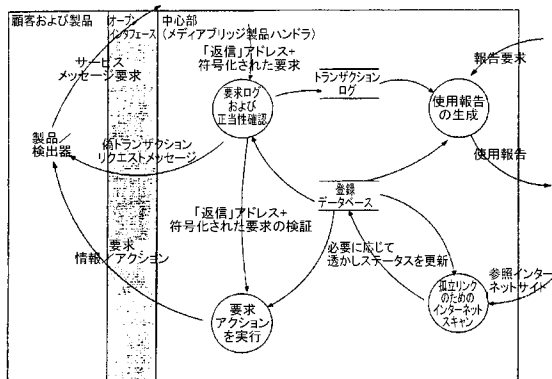 顧客および製品
オープン
インタフェース
中心部
(メディアブリッジ製品ハンドラ)
サービス
メッセージ要求
「返信」アドレス+
符号化された要求
要求ログ
および
正当性確認
トランザクション
ログ
報告要求
使用報告
の生成
製品/
検出器
偽トランザクション
リクエストメッセージ
使用報告
登録
データベース
「返信」アドレス+
符号化された要求の検証
必要に応じて
透かしステータスを更新
要求
情報/アクション
参照インター
ネットサイト
孤立リンク
のための
インターネット
スキャン
要求
アクション
を実行